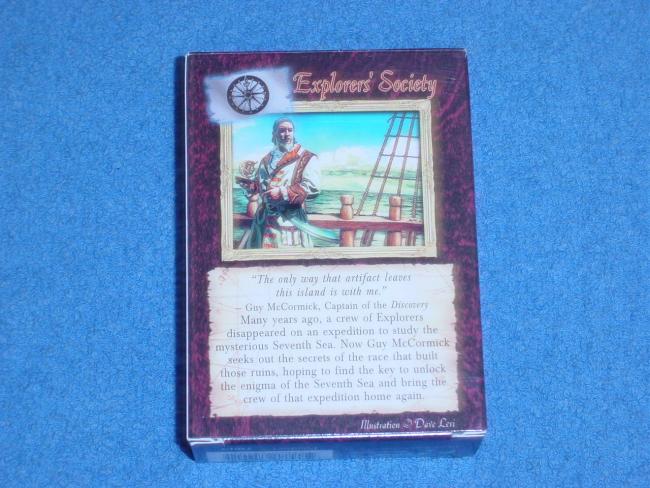 Explorers' Society
"The only way that artifact leaves
this island is with me."
– Guy McCormick, Captain of the Discovery
Many years ago, a crew of Explorers
disappeared on an expedition to study the
mysterious Seventh Sea. Now Guy McCormick
seeks out the secrets of the race that built
those ruins, hoping to find the key to unlock
the enigma of the Seventh Sea and bring the
crew of that expedition home again.
Illustration © Dave Levi